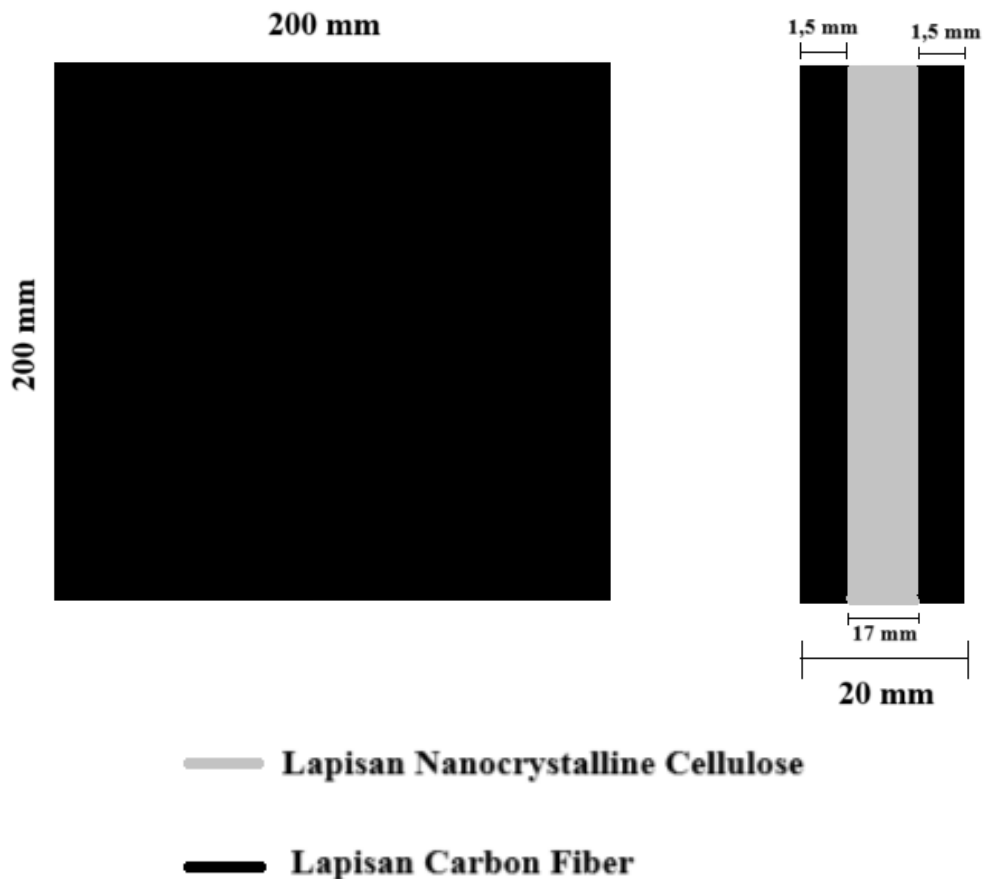 200 mm
1,5 mm
1,5 mm
200 mm
17 mm
20 mm
Lapisan Nanocrystalline Cellulose
Lapisan Carbon Fiber